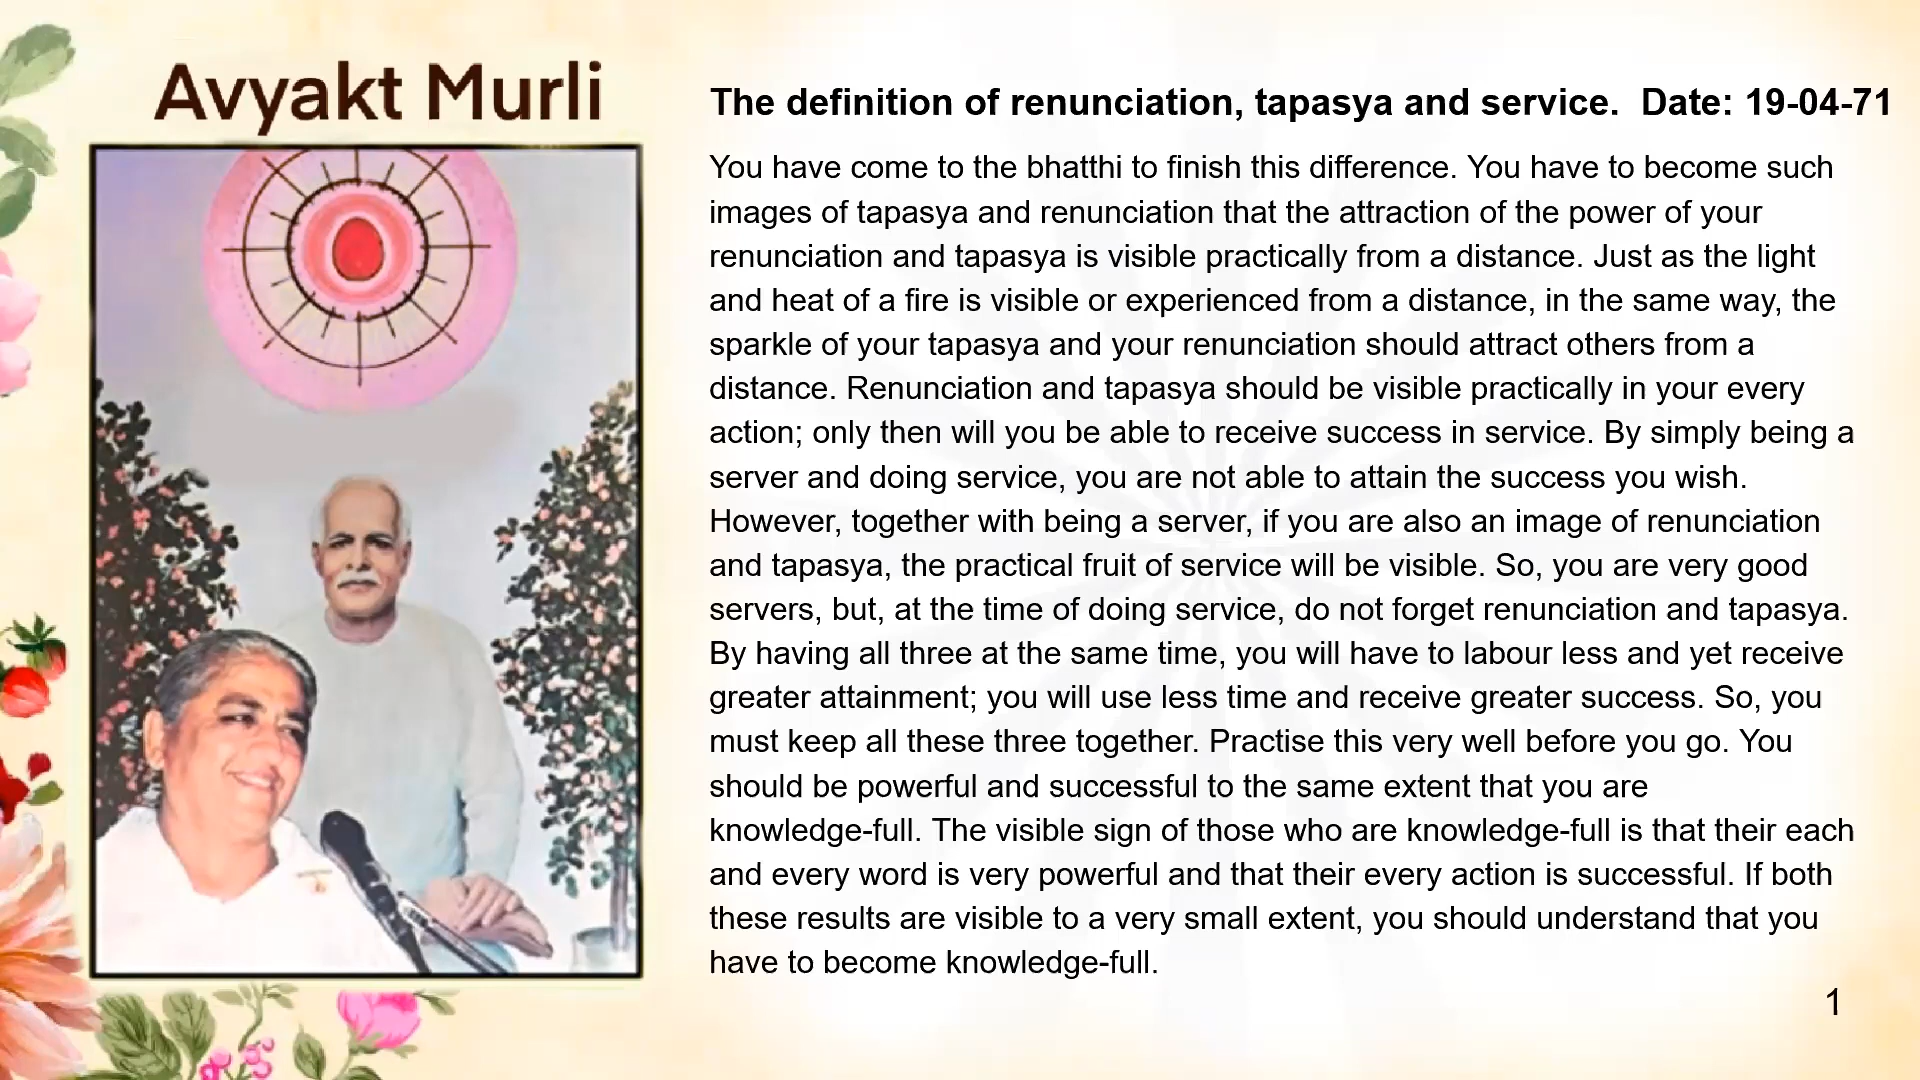 Avyakt Murli
The definition of renunciation, tapasya and service.  Date: 19-04-71
You have come to the bhatthi to finish this difference. You have to become such
images of tapasya and renunciation that the attraction of the power of your
renunciation and tapasya is visible practically from a distance. Just as the light
and heat of a fire is visible or experienced from a distance, in the same way, the
sparkle of your tapasya and your renunciation should attract others from a
distance. Renunciation and tapasya should be visible practically in your every
action; only then will you be able to receive success in service. By simply being a
server and doing service, you are not able to attain the success you wish.
However, together with being a server, if you are also an image of renunciation
and tapasya, the practical fruit of service will be visible. So, you are very good
servers, but, at the time of doing service, do not forget renunciation and tapasya.
By having all three at the same time, you will have to labour less and yet receive
greater attainment; you will use less time and receive greater success. So, you
must keep all these three together. Practise this very well before you go. You
should be powerful and successful to the same extent that you are
knowledge-full. The visible sign of those who are knowledge-full is that their each
and every word is very powerful and that their every action is successful. If both
these results are visible to a very small extent, you should understand that you
have to become knowledge-full.
1